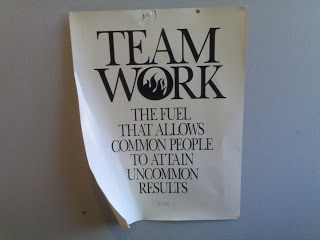 TEAM
WORK
THE FUEL
THAT ALLOWS
COMMON PEOPLE
TO ATTAIN
UNCOMMON
RESULTS